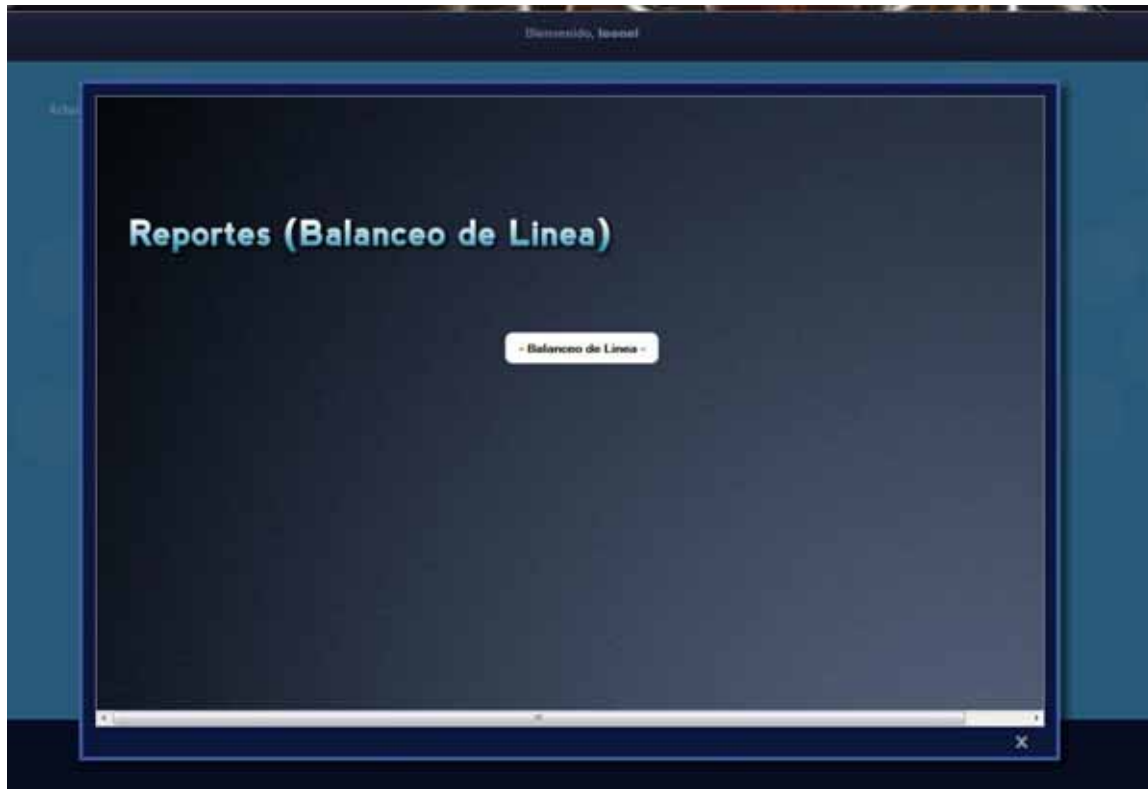 Bienvenido, leonel
Reportes (Balanceo de Linea)
- Balanceo de Linea -
X